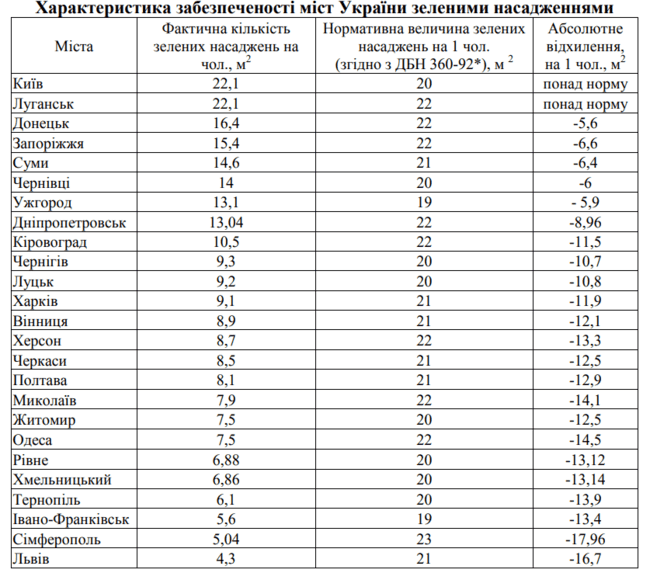 Характеристика забезпеченості міст України зеленими насадженнями
Міста | Фактична кількість зелених насаджень на чол., м2 | Нормативна величина зелених насаджень на 1 чол. (згідно з ДБН 360-92*), м 2 | Абсолютне відхилення, на 1 чол., м2
Київ 22,1 20 понад норму
Луганськ 22,1 22 понад норму
Донецьк 16,4 22 -5,6
Запоріжжя 15,4 22 -6,6
Суми 14,6 21 -6,4
Чернівці 14 20 -6
Ужгород 13,1 19 - 5,9
Дніпропетровськ 13,04 22 -8,96
Кіровоград 10,5 22 -11,5
Чернігів 9,3 20 -10,7
Луцьк 9,2 20 -10,8
Харків 9,1 21 -11,9
Вінниця 8,9 21 -12,1
Херсон 8,7 22 -13,3
Черкаси 8,5 21 -12,5
Полтава 8,1 21 -12,9
Миколаїв 7,9 22 -14,1
Житомир 7,5 20 -12,5
Одеса 7,5 22 -14,5
Рівне 6,88 20 -13,12
Хмельницький 6,86 20 -13,14
Тернопіль 6,1 20 -13,9
Івано-Франківськ 5,6 19 -13,4
Сімферополь 5,04 23 -17,96
Львів 4,3 21 -16,7